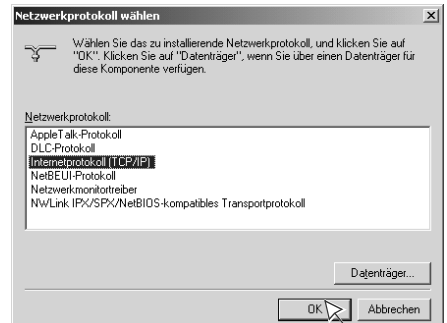 Netzwerkprotokoll wählen
Wählen Sie das zu installierende Netzwerkprotokoll, und klicken Sie auf
"OK". Klicken Sie auf "Datenträger", wenn Sie über einen Datenträger für
diese Komponente verfügen.
Netzwerkprotokoll:
AppleTalk-Protokoll
DLC-Protokoll
Internetprotokoll (TCP/IP)
NetBEUI-Protokoll
Netzwerkmonitortreiber
NWLink IPX/SPX/NetBIOS-kompatibles Transportprotokoll
Datenträger...
OK
Abbrechen